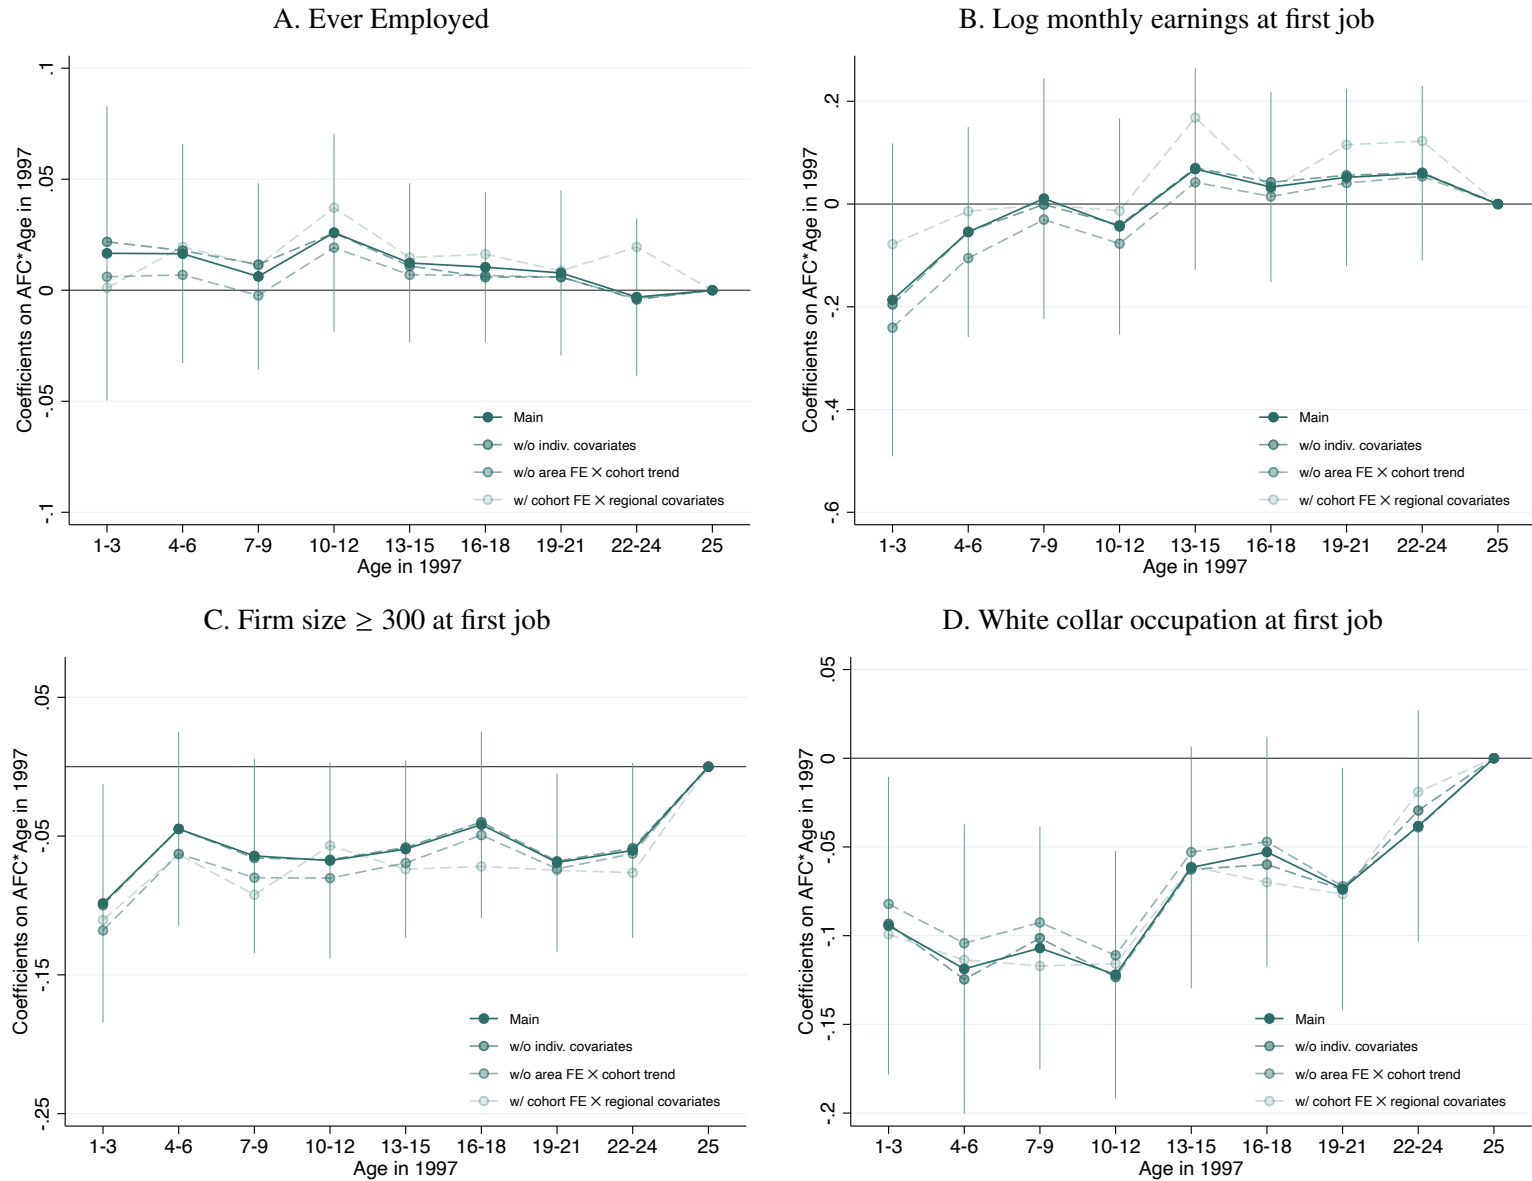 A. Ever Employed
Coefficients on AFC*Age in 1997
.1
.05
0
-.05
-.1
Main
w/o indiv. covariates
w/o area FE × cohort trend
w/ cohort FE × regional covariates
1-3 4-6 7-9 10-12 13-15 16-18 19-21 22-24 25
Age in 1997
B. Log monthly earnings at first job
Coefficients on AFC*Age in 1997
.2
0
-.2
-.4
-.6
Main
w/o indiv. covariates
w/o area FE × cohort trend
w/ cohort FE × regional covariates
1-3 4-6 7-9 10-12 13-15 16-18 19-21 22-24 25
Age in 1997
C. Firm size ≥ 300 at first job
Coefficients on AFC*Age in 1997
.05
-.05
-.15
-.25
Main
w/o indiv. covariates
w/o area FE × cohort trend
w/ cohort FE × regional covariates
1-3 4-6 7-9 10-12 13-15 16-18 19-21 22-24 25
Age in 1997
D. White collar occupation at first job
Coefficients on AFC*Age in 1997
.05
0
-.05
-.1
-.15
-.2
Main
w/o indiv. covariates
w/o area FE × cohort trend
w/ cohort FE × regional covariates
1-3 4-6 7-9 10-12 13-15 16-18 19-21 22-24 25
Age in 1997